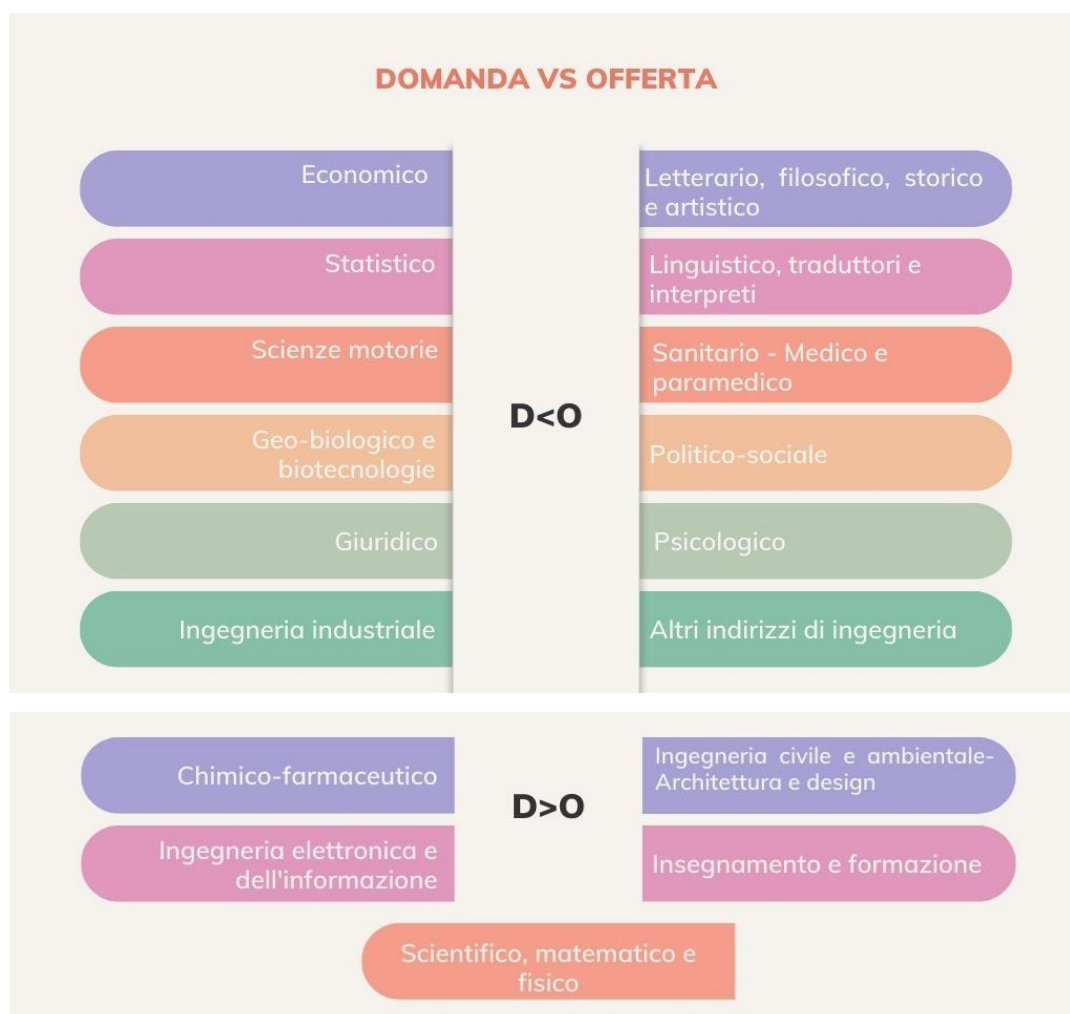 DOMANDA VS OFFERTA
Economico
Letterario, filosofico, storico
e artistico
Statistico
Linguistico, traduttori e
interpreti
Scienze motorie
Sanitario - Medico e
paramedico
D<O
Geo-biologico e
biotecnologie
Politico-sociale
Giuridico
Psicologico
Ingegneria industriale
Altri indirizzi di ingegneria
Chimico-farmaceutico
Ingegneria civile e ambientale-
Architettura e design
D>O
Ingegneria elettronica e
dell'informazione
Insegnamento e formazione
Scientifico, matematico e
fisico